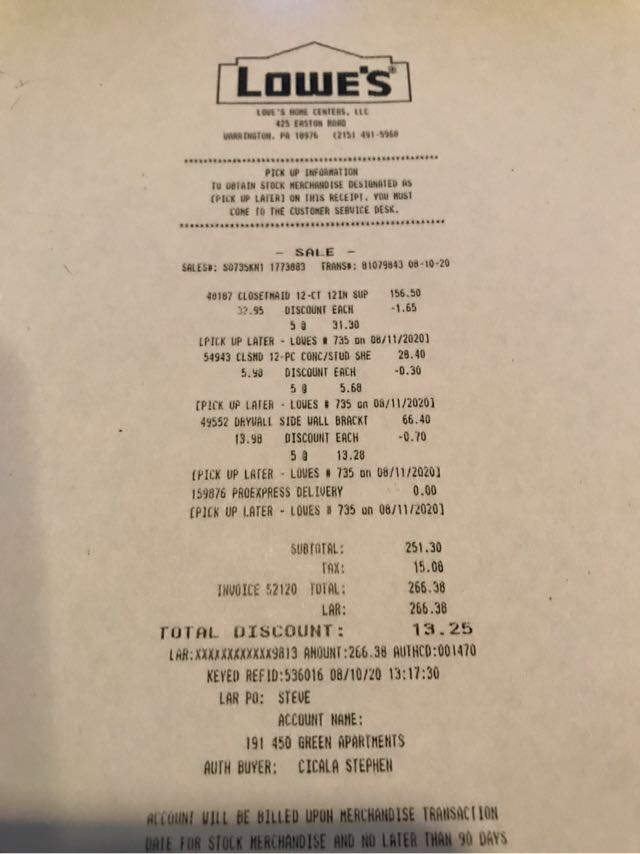 LOWE'S
LOWE'S HOME CENTERS, LLC
425 EASTON ROAD
WARRINGTON, PA 18976 (215) 491-5960
PICK UP INFORMATION
TO OBTAIN STOCK MERCHANDISE DESIGNATED AS
[PICK UP LATER] ON THIS RECEIPT, YOU MUST
COME TO THE CUSTOMER SERVICE DESK.
- SALE -
SALES#: S0735KN1 1773883 TRANS#: 81079843 08-10-20
48187 CLOSETMAID 12-CT 12IN SUP 156.50
32.95 DISCOUNT EACH -1.65
5 @ 31.30
[PICK UP LATER - LOWES # 735 on 08/11/2020]
54943 CLSMD 12-PC CONC/STUD SHE 28.40
5.98 DISCOUNT EACH -0.30
5 @ 5.68
[PICK UP LATER - LOWES # 735 on 08/11/2020]
49552 DRYWALL SIDE WALL BRACKT 66.40
13.98 DISCOUNT EACH -0.70
5 @ 13.28
[PICK UP LATER - LOWES # 735 on 08/11/2020]
159876 PROEXPRESS DELIVERY 0.00
[PICK UP LATER - LOWES # 735 on 08/11/2020]
SUBTOTAL: 251.30
TAX: 15.08
INVOICE 52120 TOTAL: 266.38
LAR: 266.38
TOTAL DISCOUNT: 13.25
LAR:XXXXXXXXXXXX9813 AMOUNT:266.38 AUTHCD:001470
KEYED REFID:536016 08/10/20 13:17:30
LAR PO: STEVE
ACCOUNT NAME:
191 450 GREEN APARTMENTS
AUTH BUYER: CICALA STEPHEN
ACCOUNT WILL BE BILLED UPON MERCHANDISE TRANSACTION
DATE FOR STOCK MERCHANDISE AND NO LATER THAN 90 DAYS